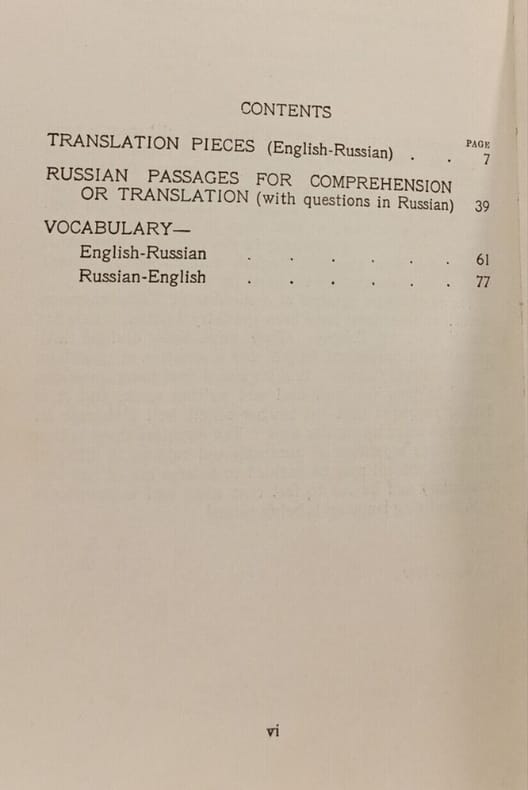 CONTENTS
PAGE
TRANSLATION PIECES (English-Russian) . . 7
RUSSIAN PASSAGES FOR COMPREHENSION
OR TRANSLATION (with questions in Russian) 39
VOCABULARY—
English-Russian . . . . . . 61
Russian-English . . . . . . 77
vi